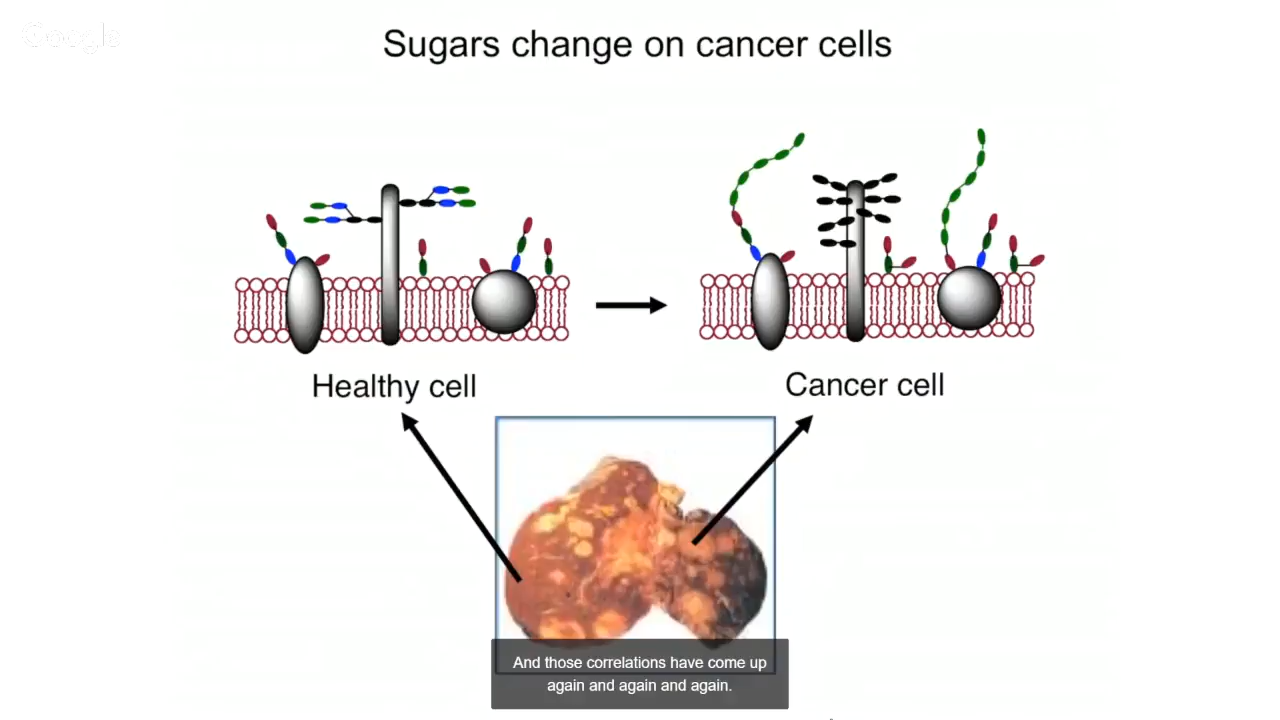 Google
Sugars change on cancer cells
Healthy cell
Cancer cell
And those correlations have come up
again and again and again.